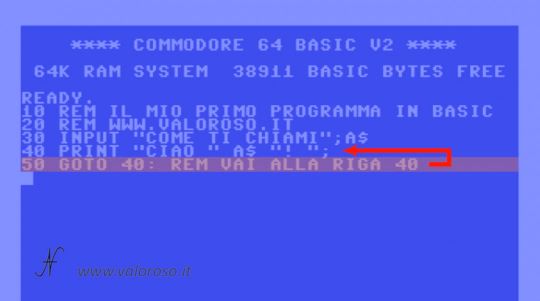 **** COMMODORE 64 BASIC V2 ****
64K RAM SYSTEM 38911 BASIC BYTES FREE
READY.
10 REM IL MIO PRIMO PROGRAMMA IN BASIC
20 REM WWW.VALOROSO.IT
30 INPUT "COME TI CHIAMI";A$
40 PRINT "CIAO " A$ "! ";
50 GOTO 40: REM VAI ALLA RIGA 40
www.valoroso.it